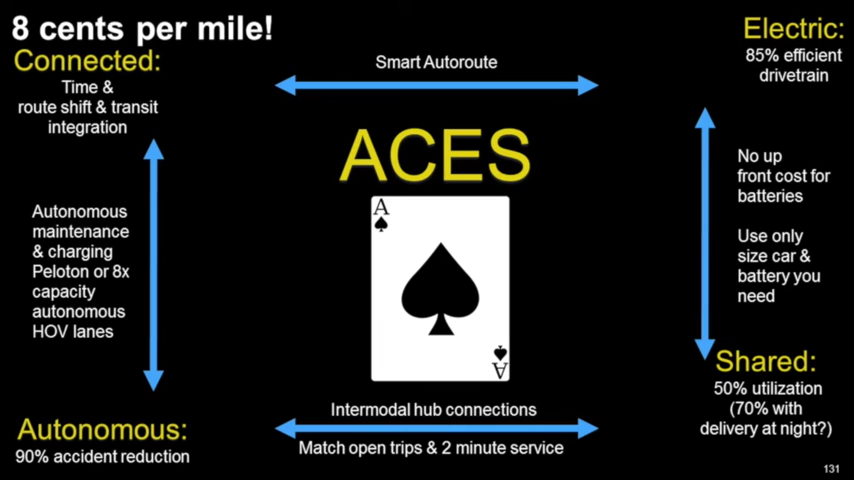 8 cents per mile!
Connected:
Time &
route shift & transit
integration
Smart Autoroute
Electric:
85% efficient
drivetrain
ACES
A
Autonomous
maintenance
& charging
Peloton or 8x
capacity
autonomous
HOV lanes
No up
front cost for
batteries
Use only
size car &
battery you
need
A
Autonomous:
90% accident reduction
Intermodal hub connections
Match open trips & 2 minute service
Shared:
50% utilization
(70% with
delivery at night?)
131